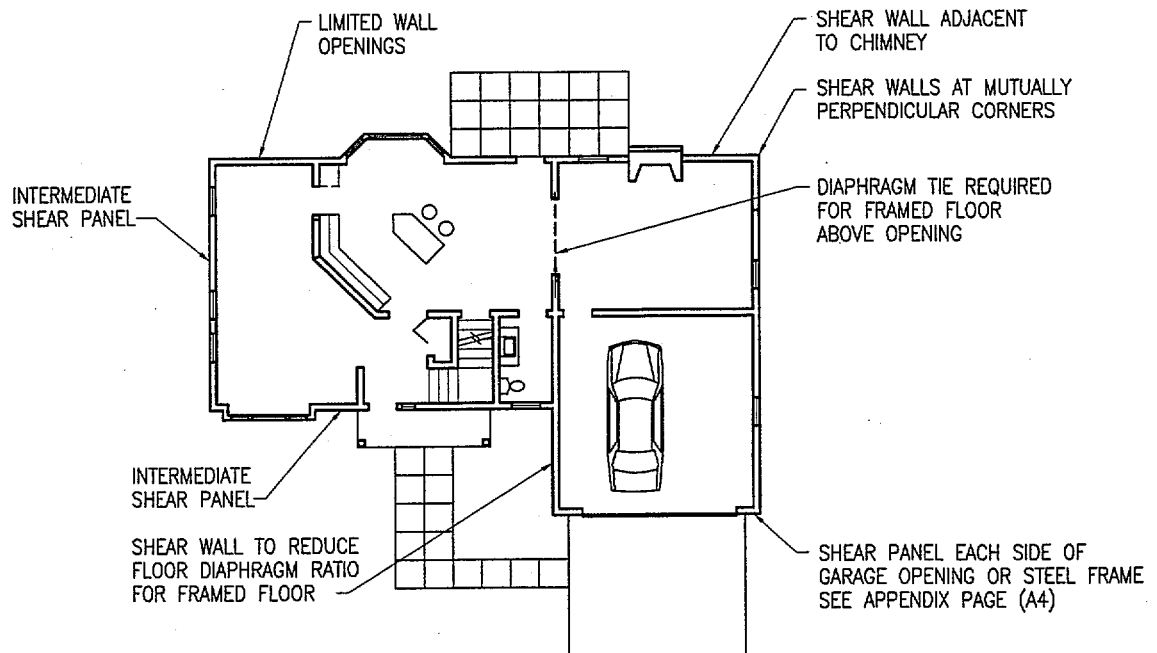 LIMITED WALL
OPENINGS
SHEAR WALL ADJACENT
TO CHIMNEY
SHEAR WALLS AT MUTUALLY
PERPENDICULAR CORNERS
INTERMEDIATE
SHEAR PANEL
DIAPHRAGM TIE REQUIRED
FOR FRAMED FLOOR
ABOVE OPENING
INTERMEDIATE
SHEAR PANEL
SHEAR WALL TO REDUCE
FLOOR DIAPHRAGM RATIO
FOR FRAMED FLOOR
SHEAR PANEL EACH SIDE OF
GARAGE OPENING OR STEEL FRAME
SEE APPENDIX PAGE (A4)